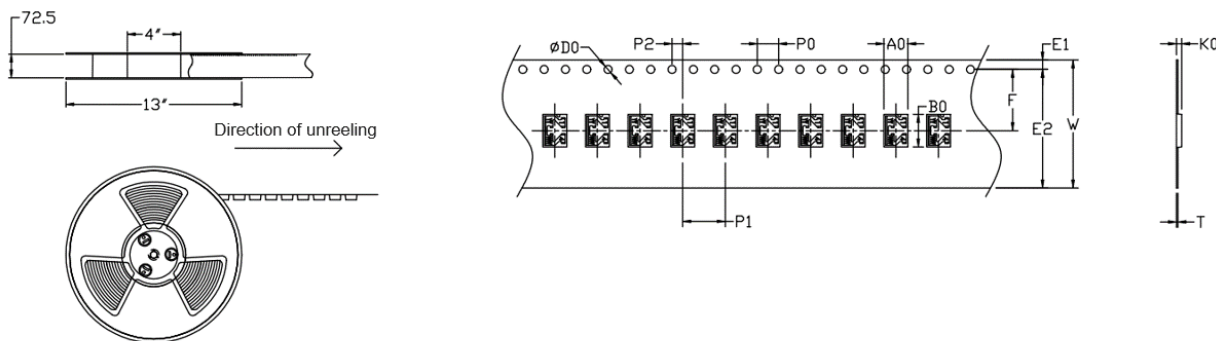 72.5
4"
13"
Direction of unreeling
ØD0
P2
P0
A0
E1
K0
B0
F
E2
W
P1
T